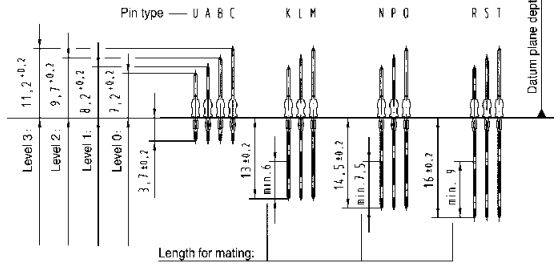 Pin type U A B C K L M N P Q R S T
Datum plane dept
Level 3: 11,2 +0,2
Level 2: 9,7 +0,2
Level 1: 8,2 +0,2
Level 0: 7,2 +0,2
3,7 ±0,2
13 ±0,2
min. 6
14,5 ±0,2
min. 7,5
16 ±0,2
min. 9
Length for mating: